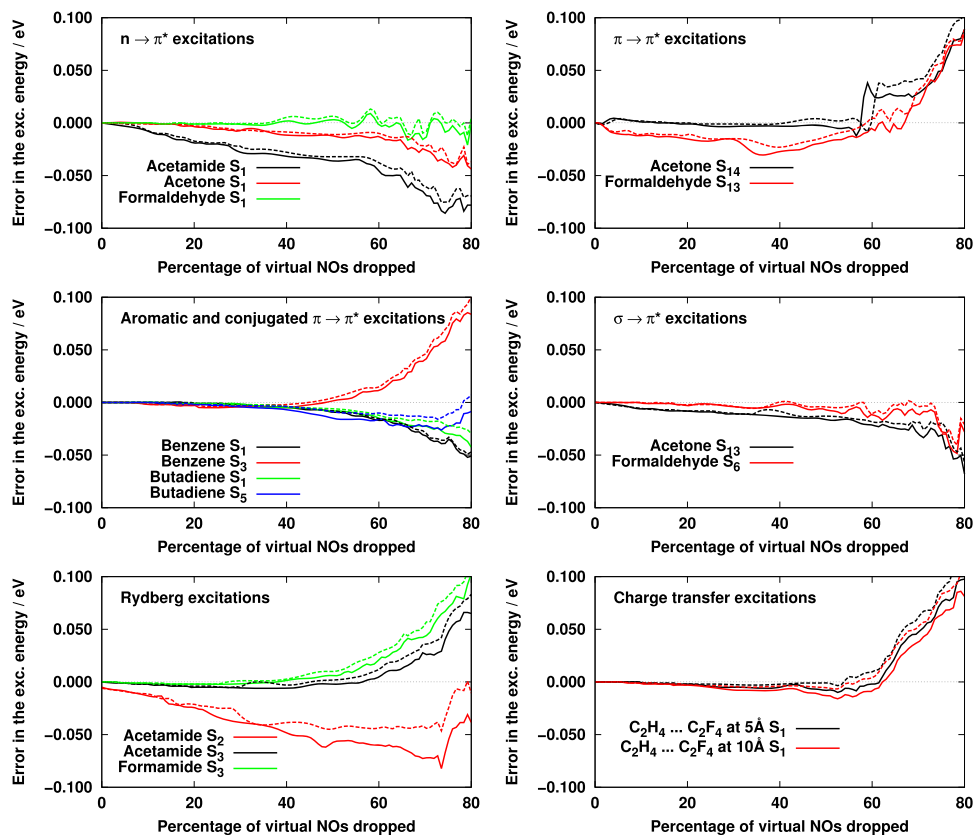 n → π* excitations
0.100
0.050
0.000
−0.050
−0.100
Error in the exc. energy / eV
Acetamide S1
Acetone S1
Formaldehyde S1
0 20 40 60 80
Percentage of virtual NOs dropped
π → π* excitations
0.100
0.050
0.000
−0.050
−0.100
Error in the exc. energy / eV
Acetone S14
Formaldehyde S13
0 20 40 60 80
Percentage of virtual NOs dropped
Aromatic and conjugated π → π* excitations
0.100
0.050
0.000
−0.050
−0.100
Error in the exc. energy / eV
Benzene S1
Benzene S3
Butadiene S1
Butadiene S5
0 20 40 60 80
Percentage of virtual NOs dropped
σ → π* excitations
0.100
0.050
0.000
−0.050
−0.100
Error in the exc. energy / eV
Acetone S13
Formaldehyde S6
0 20 40 60 80
Percentage of virtual NOs dropped
Rydberg excitations
0.100
0.050
0.000
−0.050
−0.100
Error in the exc. energy / eV
Acetamide S2
Acetamide S3
Formamide S3
0 20 40 60 80
Percentage of virtual NOs dropped
Charge transfer excitations
0.100
0.050
0.000
−0.050
−0.100
Error in the exc. energy / eV
C2H4 ... C2F4 at 5Å S1
C2H4 ... C2F4 at 10Å S1
0 20 40 60 80
Percentage of virtual NOs dropped